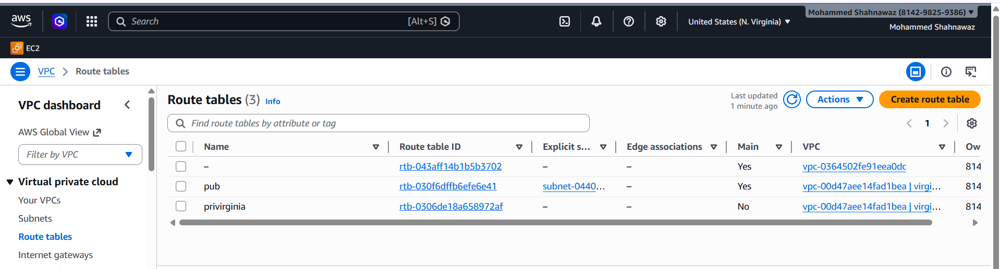 aws
Search [Alt+S]
United States (N. Virginia)
Mohammed Shahnawaz (8142-9825-9386)
Mohammed Shahnawaz
EC2
VPC
Route tables
VPC dashboard
AWS Global View
Filter by VPC
Virtual private cloud
Your VPCs
Subnets
Route tables
Internet gateways
Route tables (3) Info
Last updated
1 minute ago
Actions
Create route table
Find route tables by attribute or tag
1
Name Route table ID Explicit s... Edge associations Main VPC Ow
– rtb-043aff14b1b5b3702 – – Yes vpc-0364502fe91eea0dc 814
pub rtb-030f6dffb6efe6e41 subnet-0440... – Yes vpc-00d47aee14fad1bea | virgi... 814
privirginia rtb-0306de18a658972af – – No vpc-00d47aee14fad1bea | virgi... 814